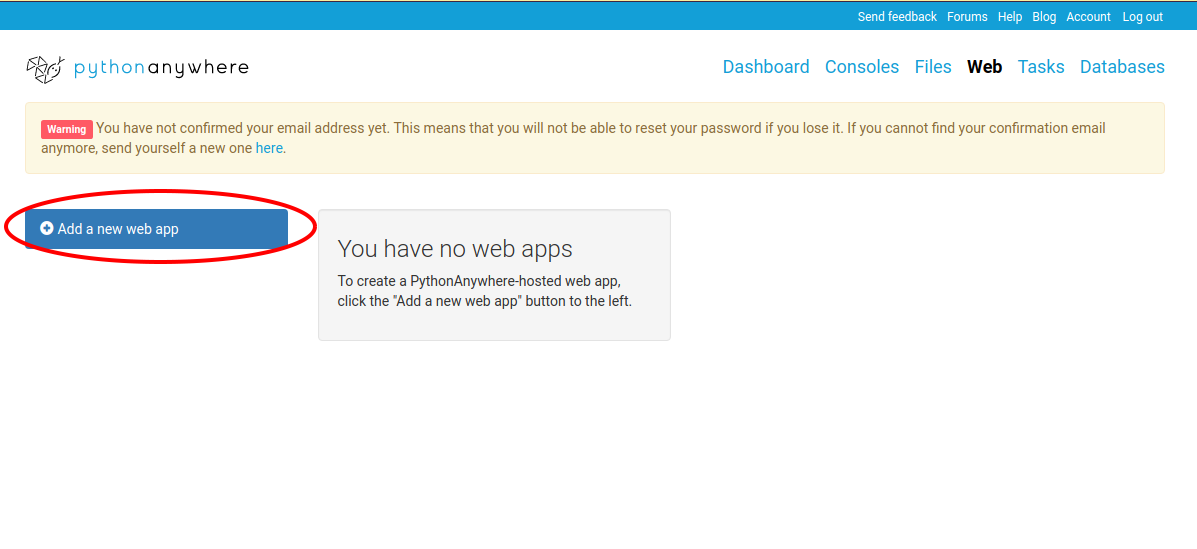 Send feedback Forums Help Blog Account Log out
pythonanywhere
Dashboard Consoles Files Web Tasks Databases
Warning You have not confirmed your email address yet. This means that you will not be able to reset your password if you lose it. If you cannot find your confirmation email
anymore, send yourself a new one here.
Add a new web app
You have no web apps
To create a PythonAnywhere-hosted web app,
click the "Add a new web app" button to the left.